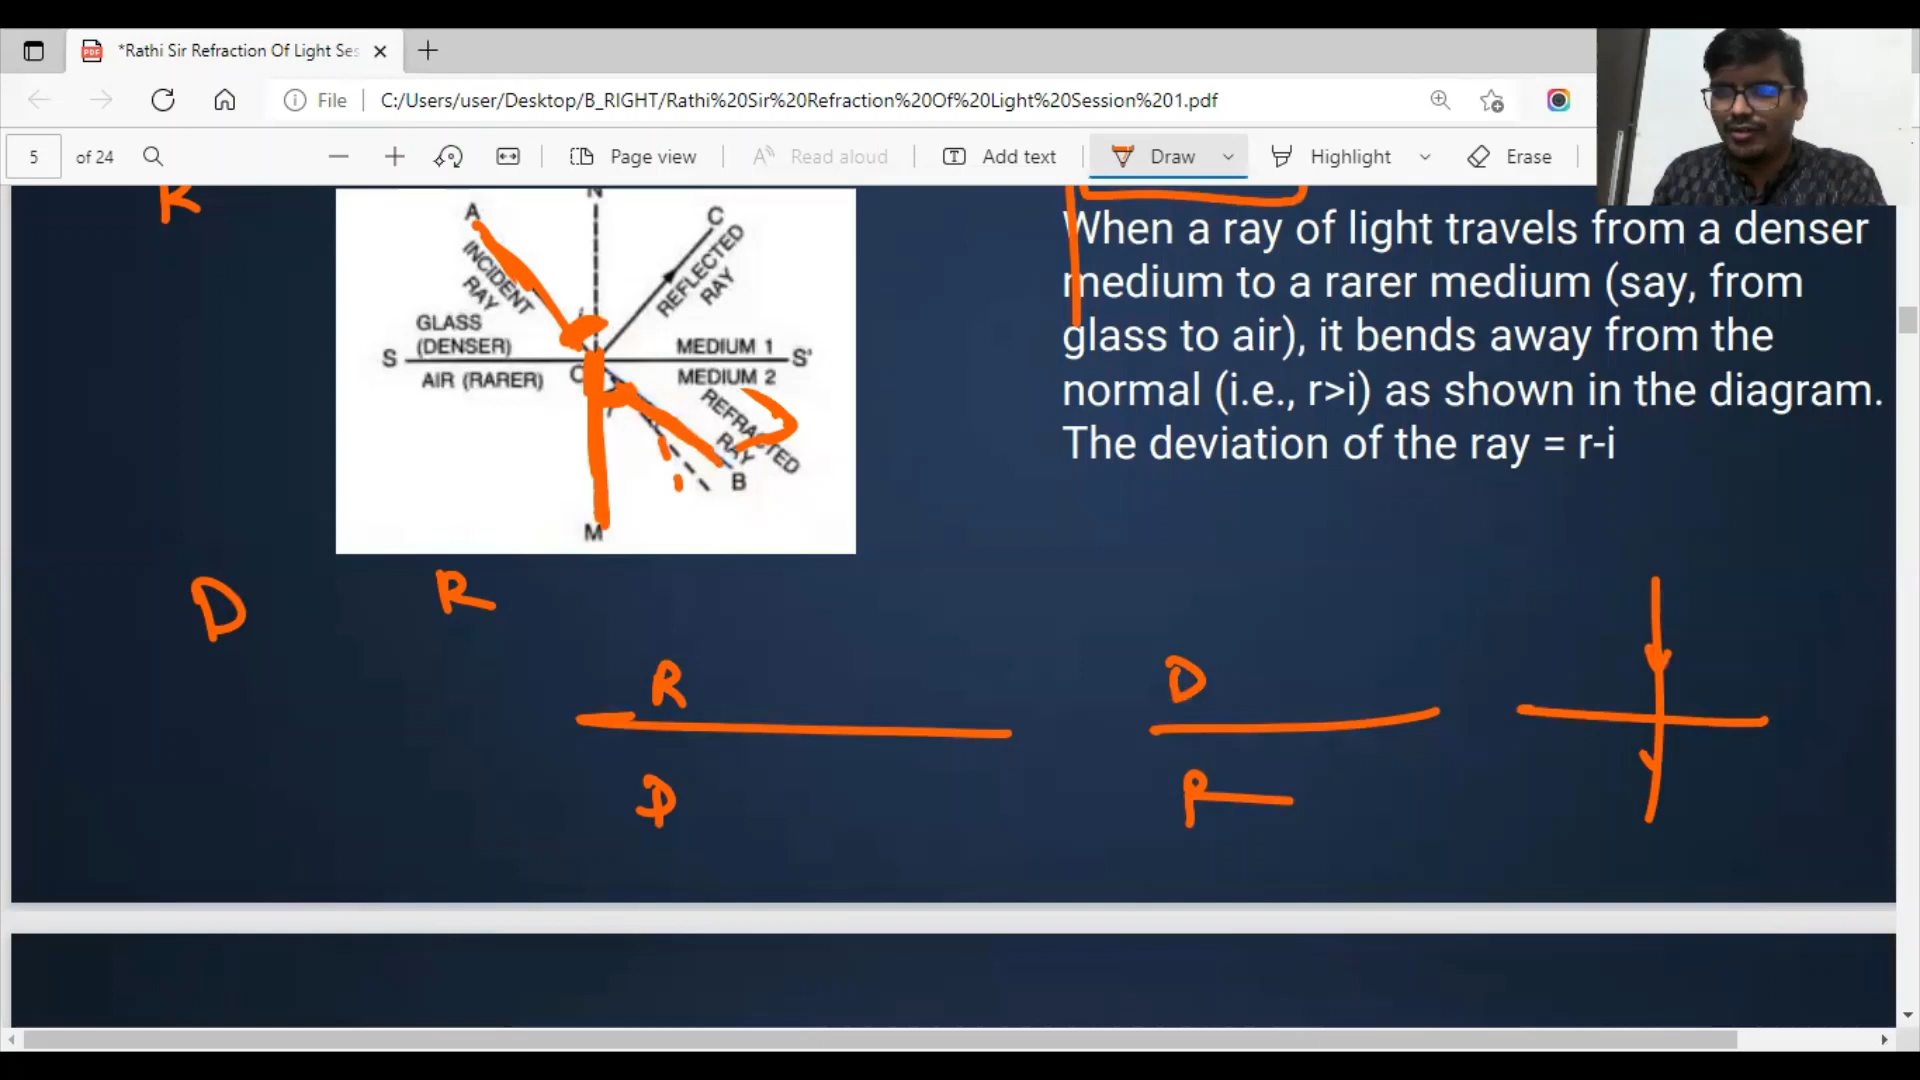 *Rathi Sir Refraction Of Light Ses
File
C:/Users/user/Desktop/B_RIGHT/Rathi%20Sir%20Refraction%20Of%20Light%20Session%201.pdf
5 of 24
Page view
Read aloud
Add text
Draw
Highlight
Erase
R
N
A
C
INCIDENT RAY
REFLECTED RAY
GLASS
(DENSER)
MEDIUM 1
S
S'
AIR (RARER)
O
MEDIUM 2
REFRACTED RAY
B
M
When a ray of light travels from a denser
medium to a rarer medium (say, from
glass to air), it bends away from the
normal (i.e., r>i) as shown in the diagram.
The deviation of the ray = r-i
D R
R
D
D
R